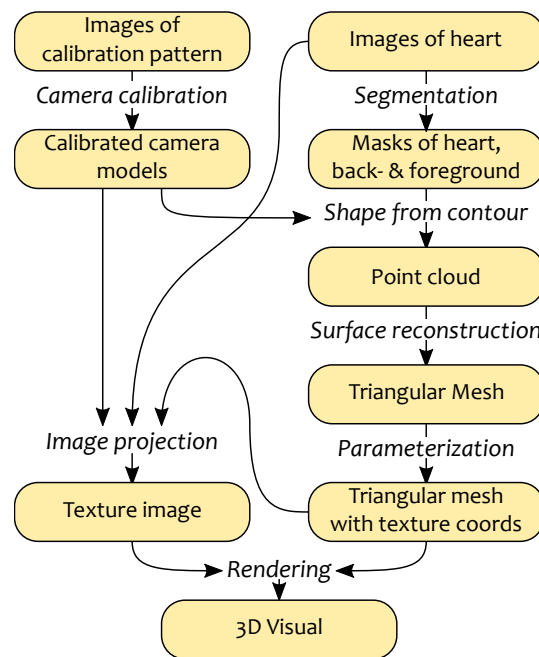 Images of
calibration pattern
Images of heart
Camera calibration
Segmentation
Calibrated camera
models
Masks of heart,
back- & foreground
Shape from contour
Point cloud
Surface reconstruction
Triangular Mesh
Image projection
Parameterization
Texture image
Triangular mesh
with texture coords
Rendering
3D Visual